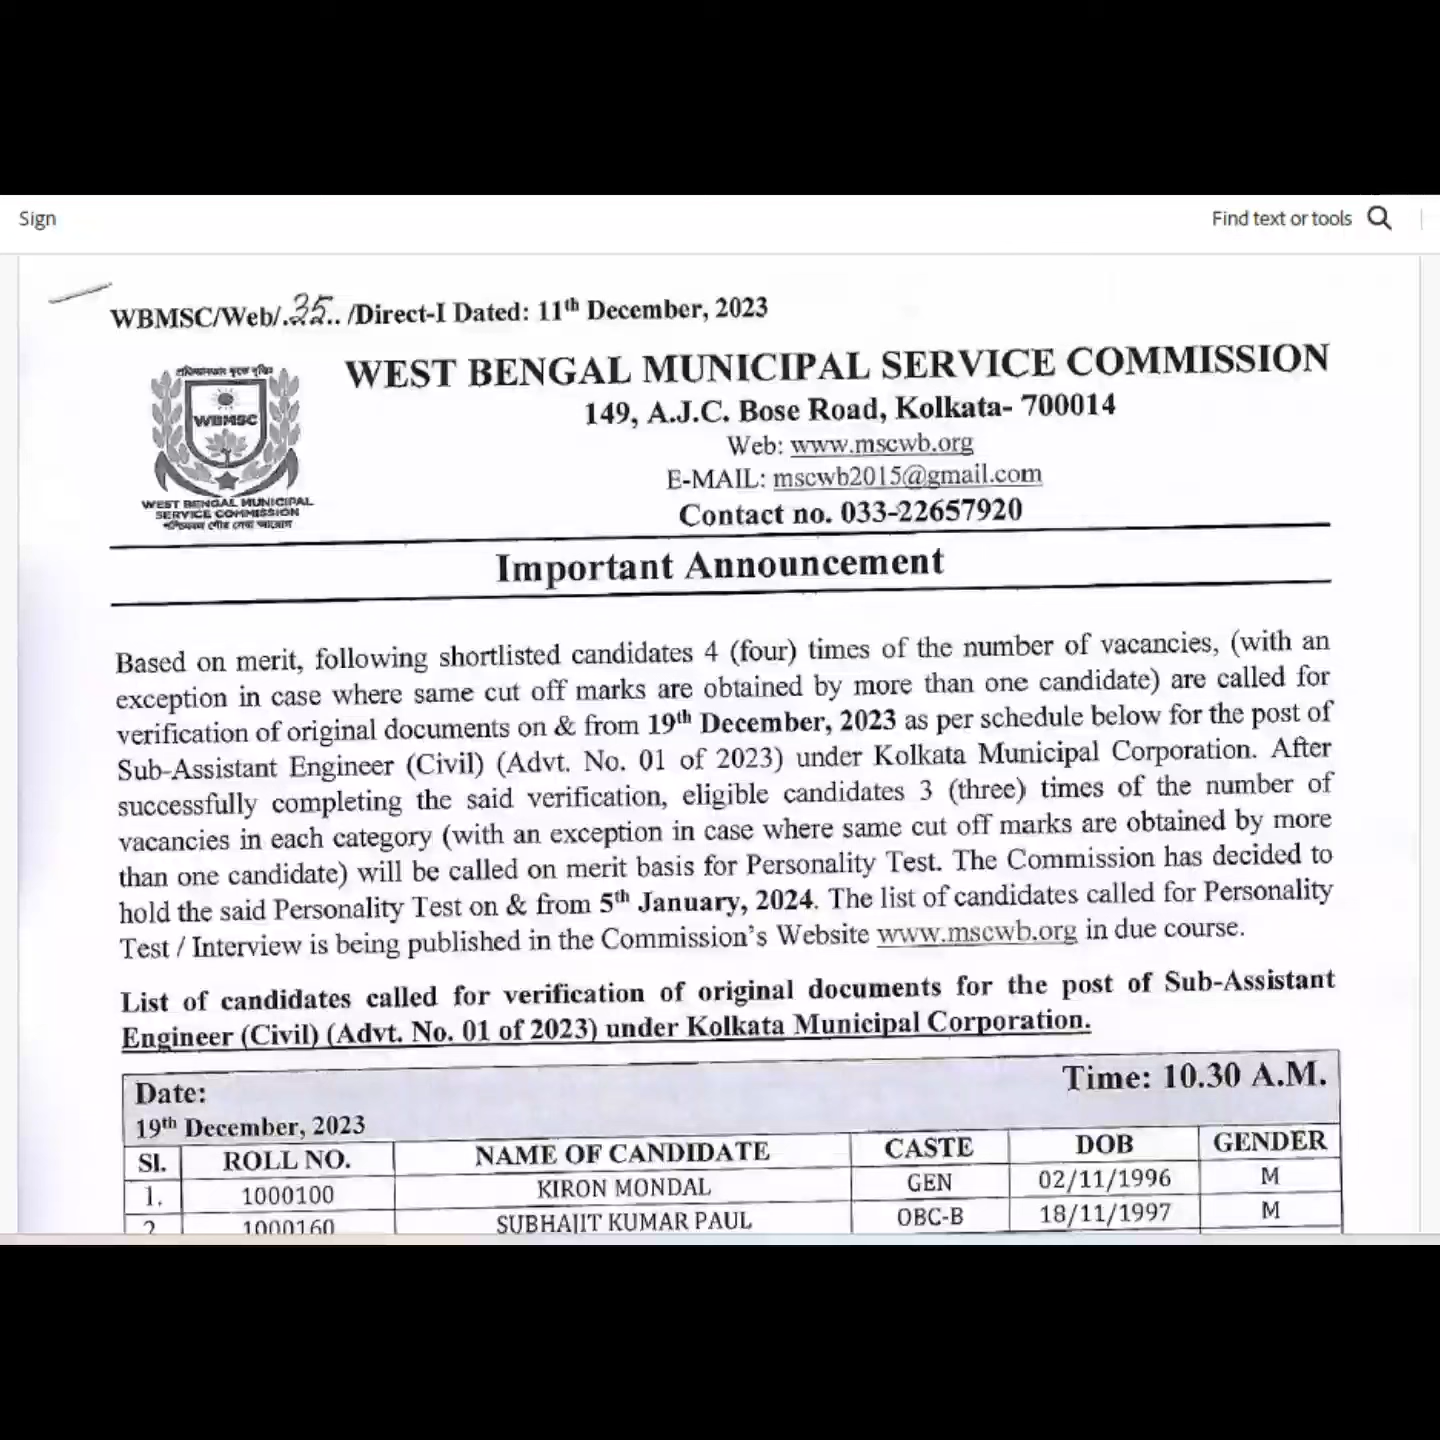 Sign
Find text or tools
WBMSC/Web/.35.. /Direct-I Dated: 11th December, 2023
WBMSC
WEST BENGAL MUNICIPAL
SERVICE COMMISSION
WEST BENGAL MUNICIPAL SERVICE COMMISSION
149, A.J.C. Bose Road, Kolkata- 700014
Web: www.mscwb.org
E-MAIL: mscwb2015@gmail.com
Contact no. 033-22657920
Important Announcement
Based on merit, following shortlisted candidates 4 (four) times of the number of vacancies, (with an
exception in case where same cut off marks are obtained by more than one candidate) are called for
verification of original documents on & from 19th December, 2023 as per schedule below for the post of
Sub-Assistant Engineer (Civil) (Advt. No. 01 of 2023) under Kolkata Municipal Corporation. After
successfully completing the said verification, eligible candidates 3 (three) times of the number of
vacancies in each category (with an exception in case where same cut off marks are obtained by more
than one candidate) will be called on merit basis for Personality Test. The Commission has decided to
hold the said Personality Test on & from 5th January, 2024. The list of candidates called for Personality
Test / Interview is being published in the Commission's Website www.mscwb.org in due course.
List of candidates called for verification of original documents for the post of Sub-Assistant
Engineer (Civil) (Advt. No. 01 of 2023) under Kolkata Municipal Corporation.
Date: Time: 10.30 A.M.
19th December, 2023
Sl. ROLL NO. NAME OF CANDIDATE CASTE DOB GENDER
1. 1000100 KIRON MONDAL GEN 02/11/1996 M
2 1000160 SUBHAJIT KUMAR PAUL OBC-B 18/11/1997 M